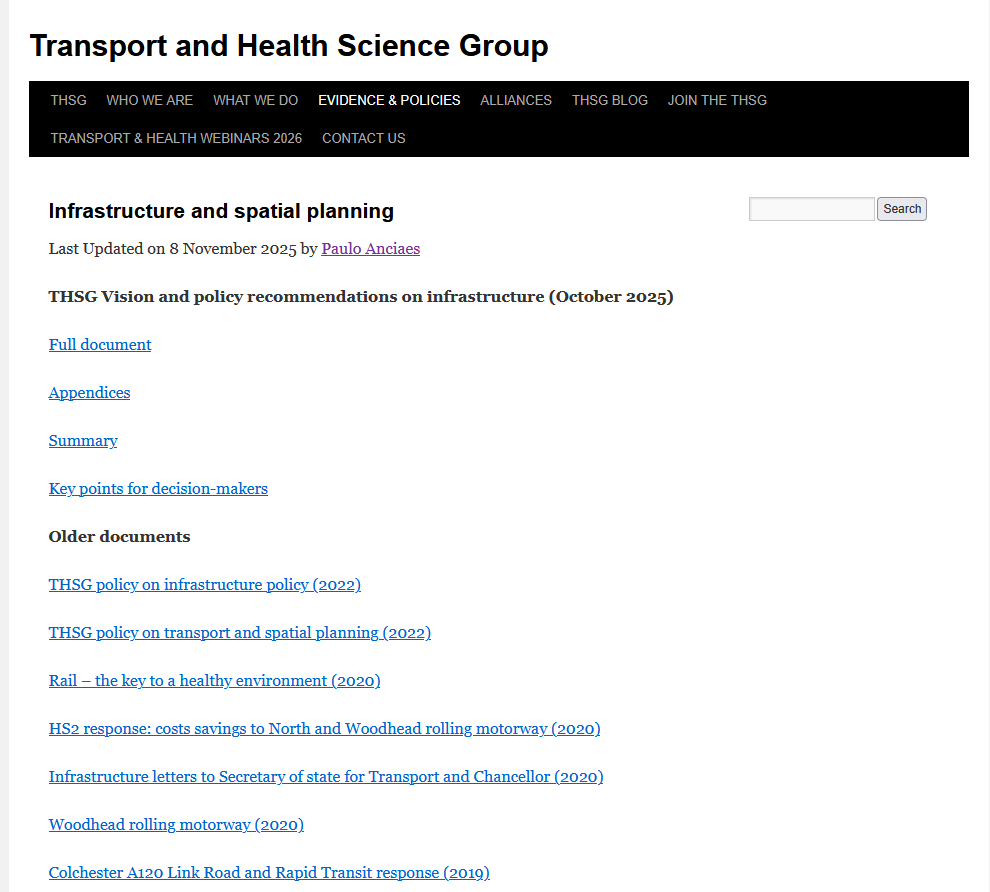 Transport and Health Science Group
THSG WHO WE ARE WHAT WE DO EVIDENCE & POLICIES ALLIANCES THSG BLOG JOIN THE THSG
TRANSPORT & HEALTH WEBINARS 2026 CONTACT US
Infrastructure and spatial planning
Search
Last Updated on 8 November 2025 by Paulo Anciaes
THSG Vision and policy recommendations on infrastructure (October 2025)
Full document
Appendices
Summary
Key points for decision-makers
Older documents
THSG policy on infrastructure policy (2022)
THSG policy on transport and spatial planning (2022)
Rail – the key to a healthy environment (2020)
HS2 response: costs savings to North and Woodhead rolling motorway (2020)
Infrastructure letters to Secretary of state for Transport and Chancellor (2020)
Woodhead rolling motorway (2020)
Colchester A120 Link Road and Rapid Transit response (2019)